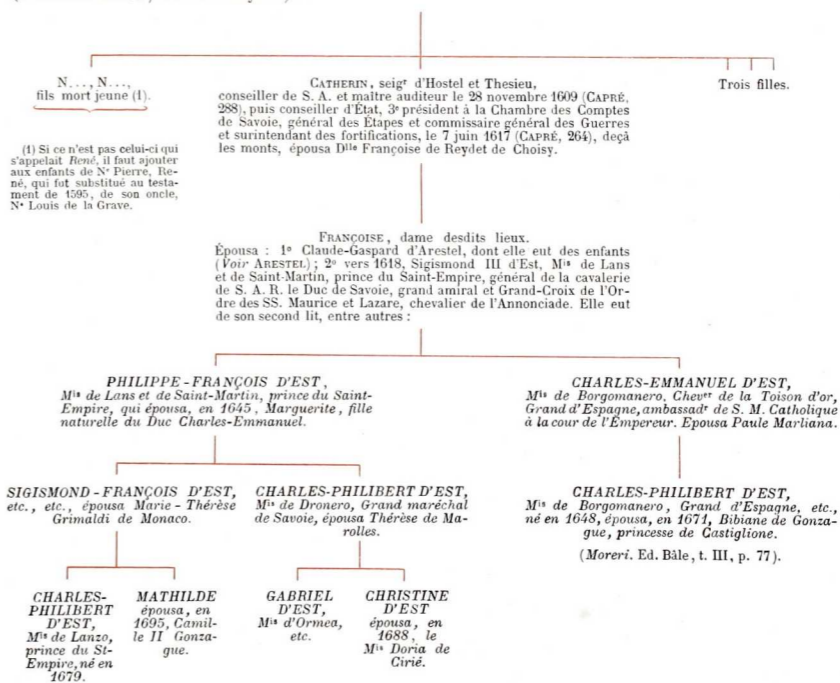 N..., N...,
fils mort jeune (1).
(1) Si ce n'est pas celui-ci qui
s'appelait René, il faut ajouter
aux enfants de Nᵉ Pierre, Re-
né, qui fut substitué au testa-
ment de 1595, de son oncle,
Nᵉ Louis de la Grave.
CATHERIN, seigʳ d'Hostel et Thesieu,
conseiller de S. A. et maître auditeur le 28 novembre 1609 (CAPRÉ,
288), puis conseiller d'État, 3ᵉ président à la Chambre des Comptes
de Savoie, général des Étapes et commissaire général des Guerres
et surintendant des fortifications, le 7 juin 1617 (CAPRÉ, 264), deçà
les monts, épousa Dˡˡᵉ Françoise de Reydet de Choisy.
Trois filles.
FRANÇOISE, dame desdits lieux.
Épousa : 1º Claude-Gaspard d'Arestel, dont elle eut des enfants
(Voir ARESTEL) ; 2º vers 1618, Sigismond III d'Est, Mⁱˢ de Lans
et de Saint-Martin, prince du Saint-Empire, général de la cavalerie
de S. A. R. le Duc de Savoie, grand amiral et Grand-Croix de l'Or-
dre des SS. Maurice et Lazare, chevalier de l'Annonciade. Elle eut
de son second lit, entre autres :
PHILIPPE-FRANÇOIS D'EST,
Mⁱˢ de Lans et de Saint-Martin, prince du Saint-
Empire, qui épousa, en 1645, Marguerite, fille
naturelle du Duc Charles-Emmanuel.
CHARLES-EMMANUEL D'EST,
Mⁱˢ de Borgomanero, Chevᵉʳ de la Toison d'or,
Grand d'Espagne, ambassadʳ de S. M. Catholique
à la cour de l'Empereur. Epousa Paule Marliana.
SIGISMOND-FRANÇOIS D'EST,
etc., etc., épousa Marie-Thérèse
Grimaldi de Monaco.
CHARLES-PHILIBERT D'EST,
Mⁱˢ de Dronero, Grand maréchal
de Savoie, épousa Thérèse de Ma-
rolles.
CHARLES-PHILIBERT D'EST,
Mⁱˢ de Borgomanero, Grand d'Espagne, etc.,
né en 1648, épousa, en 1671, Bibiane de Gonza-
gue, princesse de Castiglione.
(Moreri. Ed. Bâle, t. III, p. 77).
CHARLES-
PHILIBERT
D'EST,
Mⁱˢ de Lanzo,
prince du St-
Empire, né en
1679.
MATHILDE
épousa, en
1695, Camil-
le II Gonza-
gue.
GABRIEL
D'EST,
Mⁱˢ d'Ormea,
etc.
CHRISTINE
D'EST
épousa, en
1688, le
Mⁱˢ Doria de
Cirié.